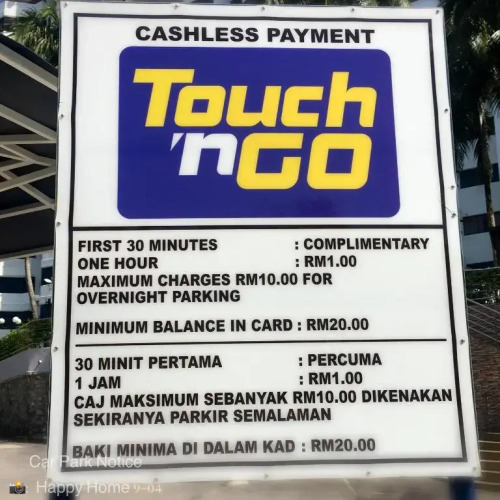 CASHLESS PAYMENT
Touch
'nGO
FIRST 30 MINUTES : COMPLIMENTARY
ONE HOUR : RM1.00
MAXIMUM CHARGES RM10.00 FOR
OVERNIGHT PARKING
MINIMUM BALANCE IN CARD : RM20.00
30 MINIT PERTAMA : PERCUMA
1 JAM : RM1.00
CAJ MAKSIMUM SEBANYAK RM10.00 DIKENAKAN
SEKIRANYA PARKIR SEMALAMAN
BAKI MINIMA DI DALAM KAD : RM20.00
Car Park Notice
Happy Home 9-04